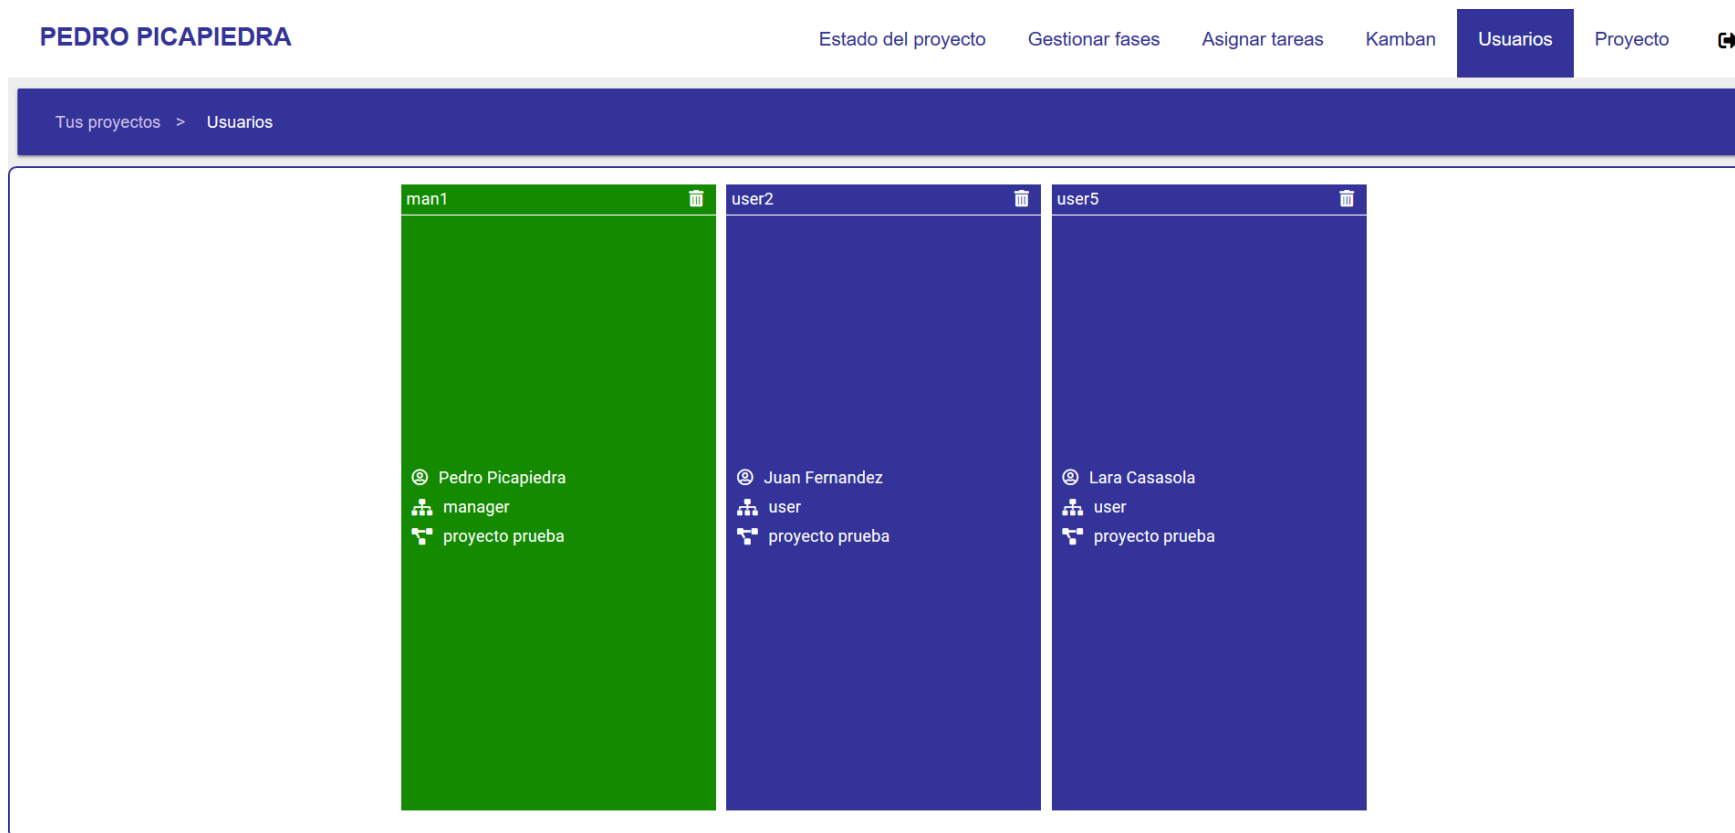 PEDRO PICAPIEDRA
Estado del proyecto Gestionar fases Asignar tareas Kamban Usuarios Proyecto
Tus proyectos > Usuarios
man1
Pedro Picapiedra
manager
proyecto prueba
user2
Juan Fernandez
user
proyecto prueba
user5
Lara Casasola
user
proyecto prueba